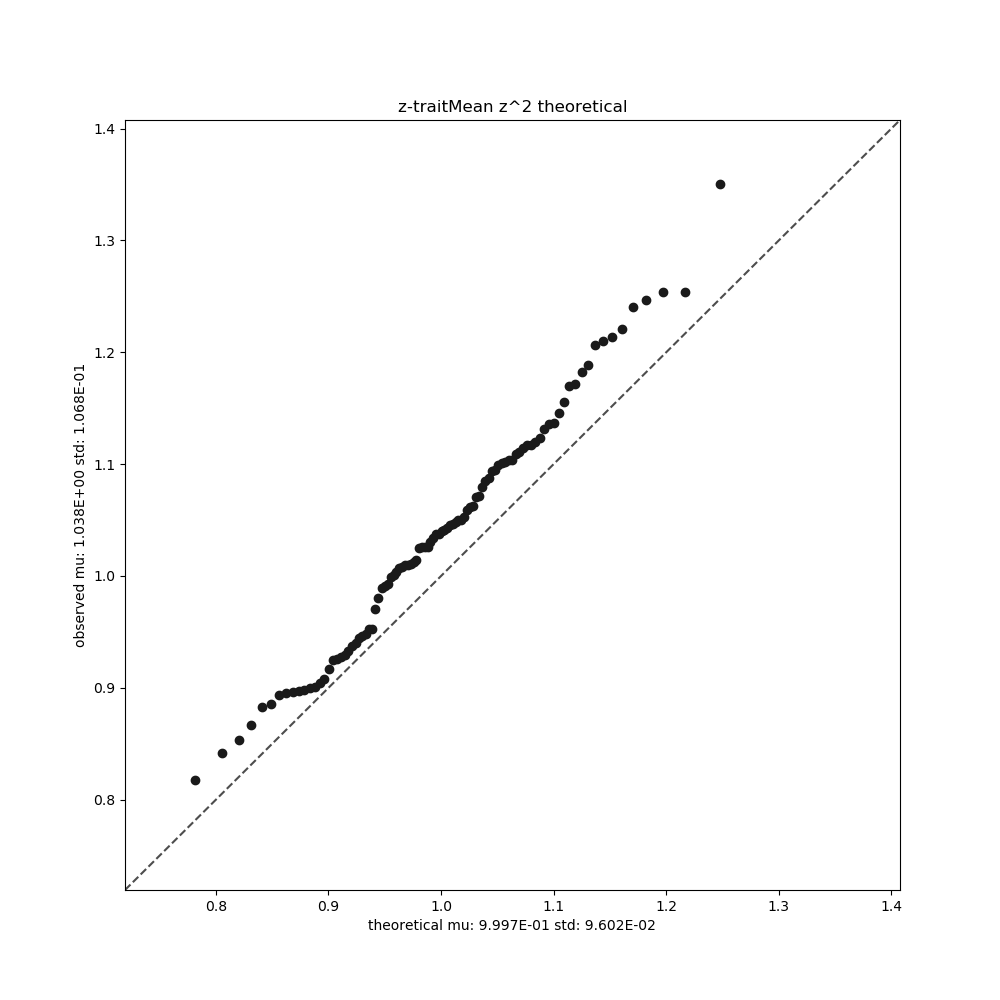 z-traitMean z^2 theoretical
1.4
1.3
1.2
1.1
1.0
0.9
0.8
observed mu: 1.038E+00 std: 1.068E-01
0.8 0.9 1.0 1.1 1.2 1.3 1.4
theoretical mu: 9.997E-01 std: 9.602E-02